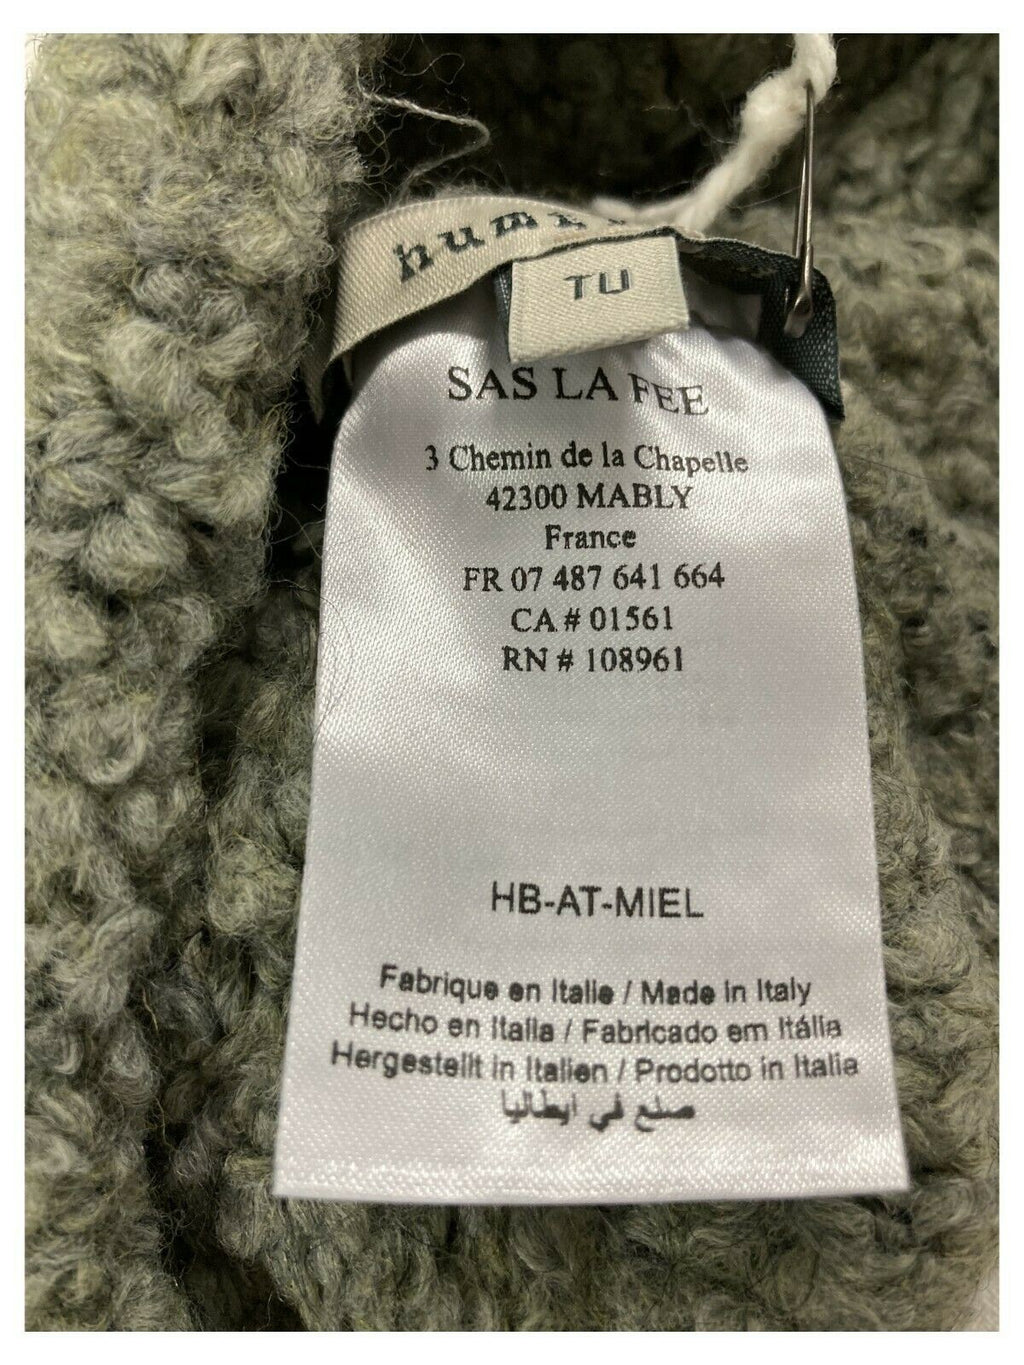 TU
SAS LA FEE
3 Chemin de la Chapelle
42300 MABLY
France
FR 07 487 641 664
CA # 01561
RN # 108961
HB-AT-MIEL
Fabrique en Italie / Made in Italy
Hecho en Italia / Fabricado em Itália
Hergestellt in Italien / Prodotto in Italia
صنع في ايطاليا